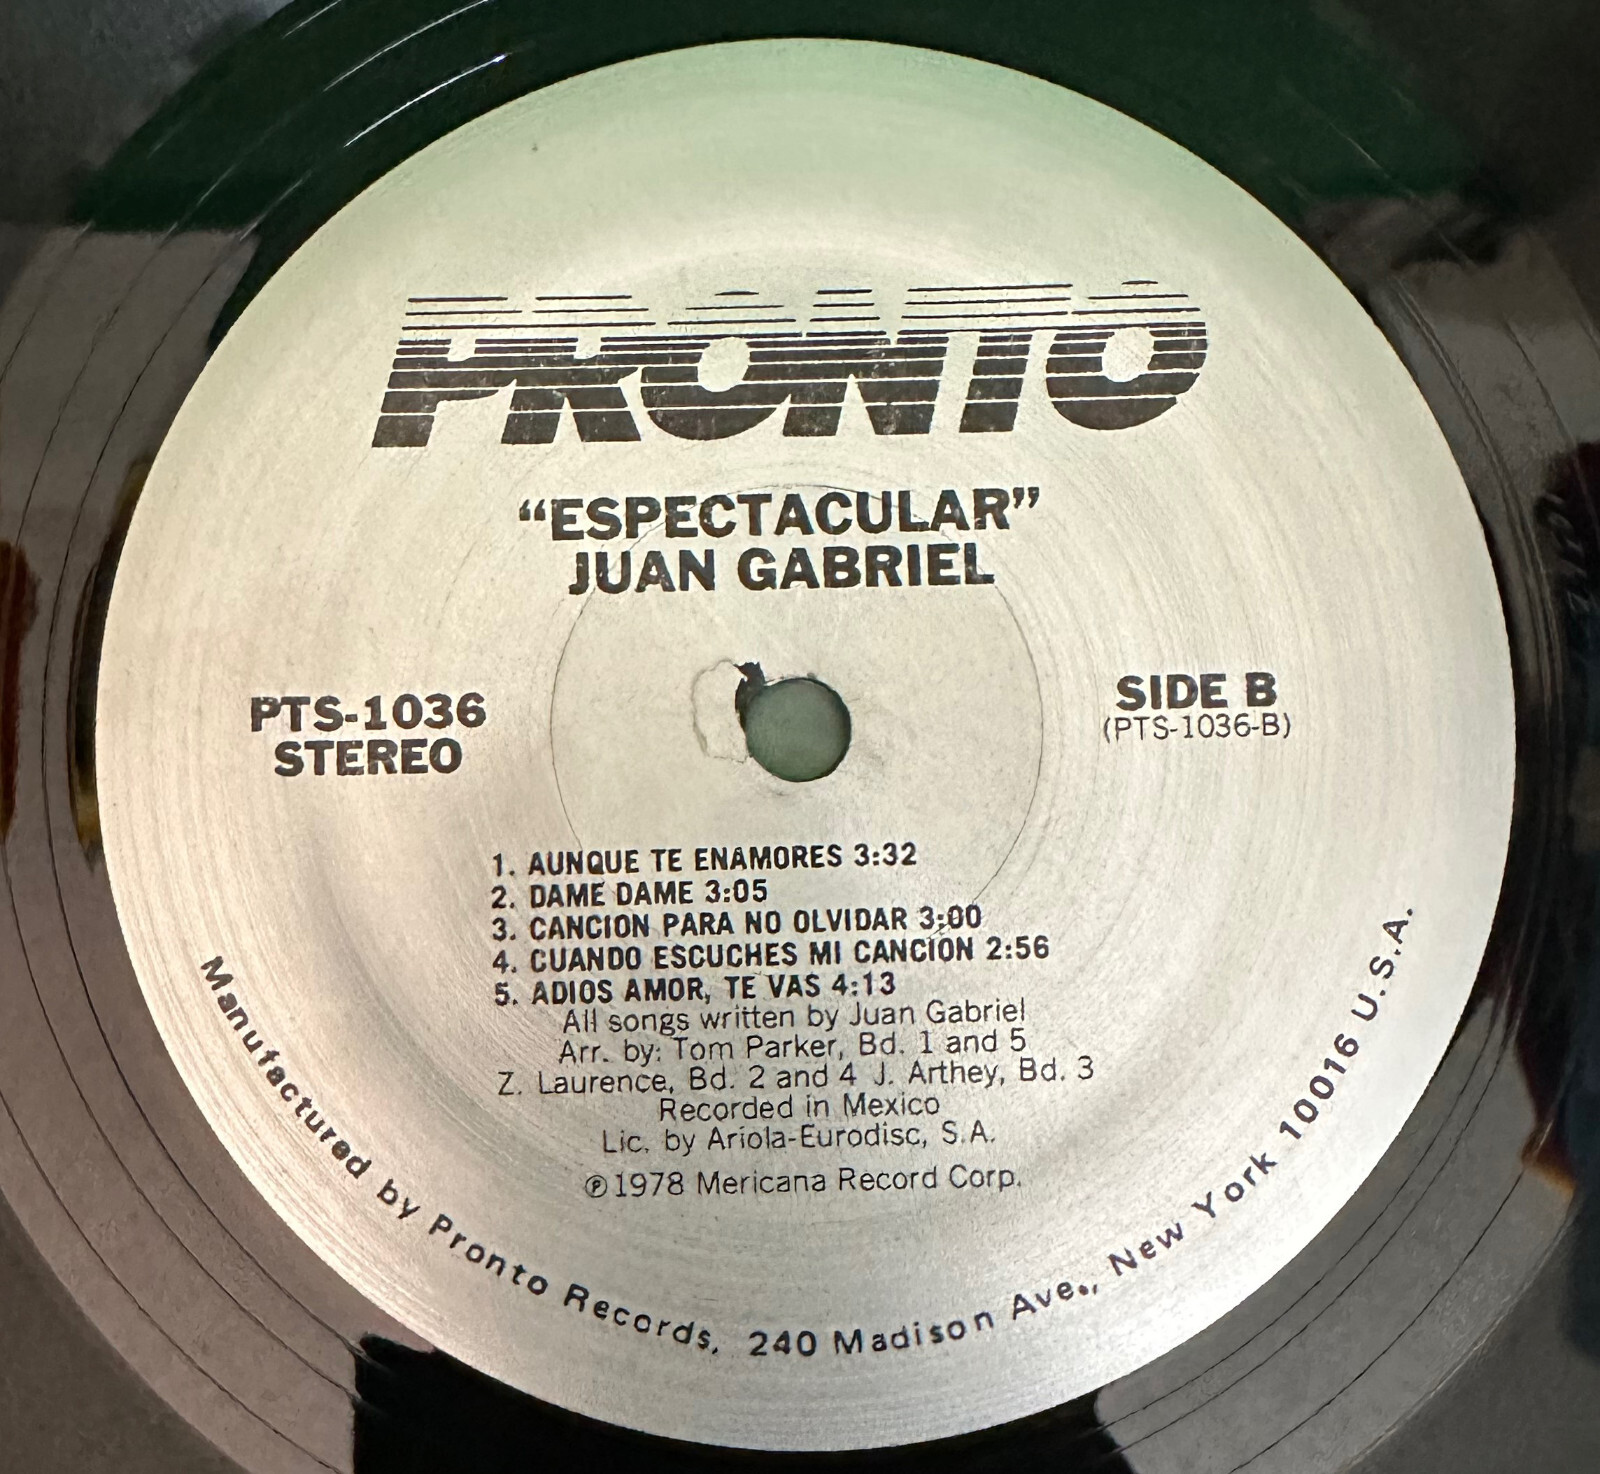 PRONTO
“ESPECTACULAR”
JUAN GABRIEL
PTS-1036
STEREO
SIDE B
(PTS-1036-B)
1. AUNQUE TE ENAMORES 3:32
2. DAME DAME 3:05
3. CANCION PARA NO OLVIDAR 3:00
4. CUANDO ESCUCHES MI CANCION 2:56
5. ADIOS AMOR, TE VAS 4:13
All songs written by Juan Gabriel
Arr. by: Tom Parker, Bd. 1 and 5
Z. Laurence, Bd. 2 and 4 J. Arthey, Bd. 3
Recorded in Mexico
Lic. by Ariola-Eurodisc, S.A.
℗1978 Mericana Record Corp.
Manufactured by Pronto Records, 240 Madison Ave., New York 10016 U.S.A.